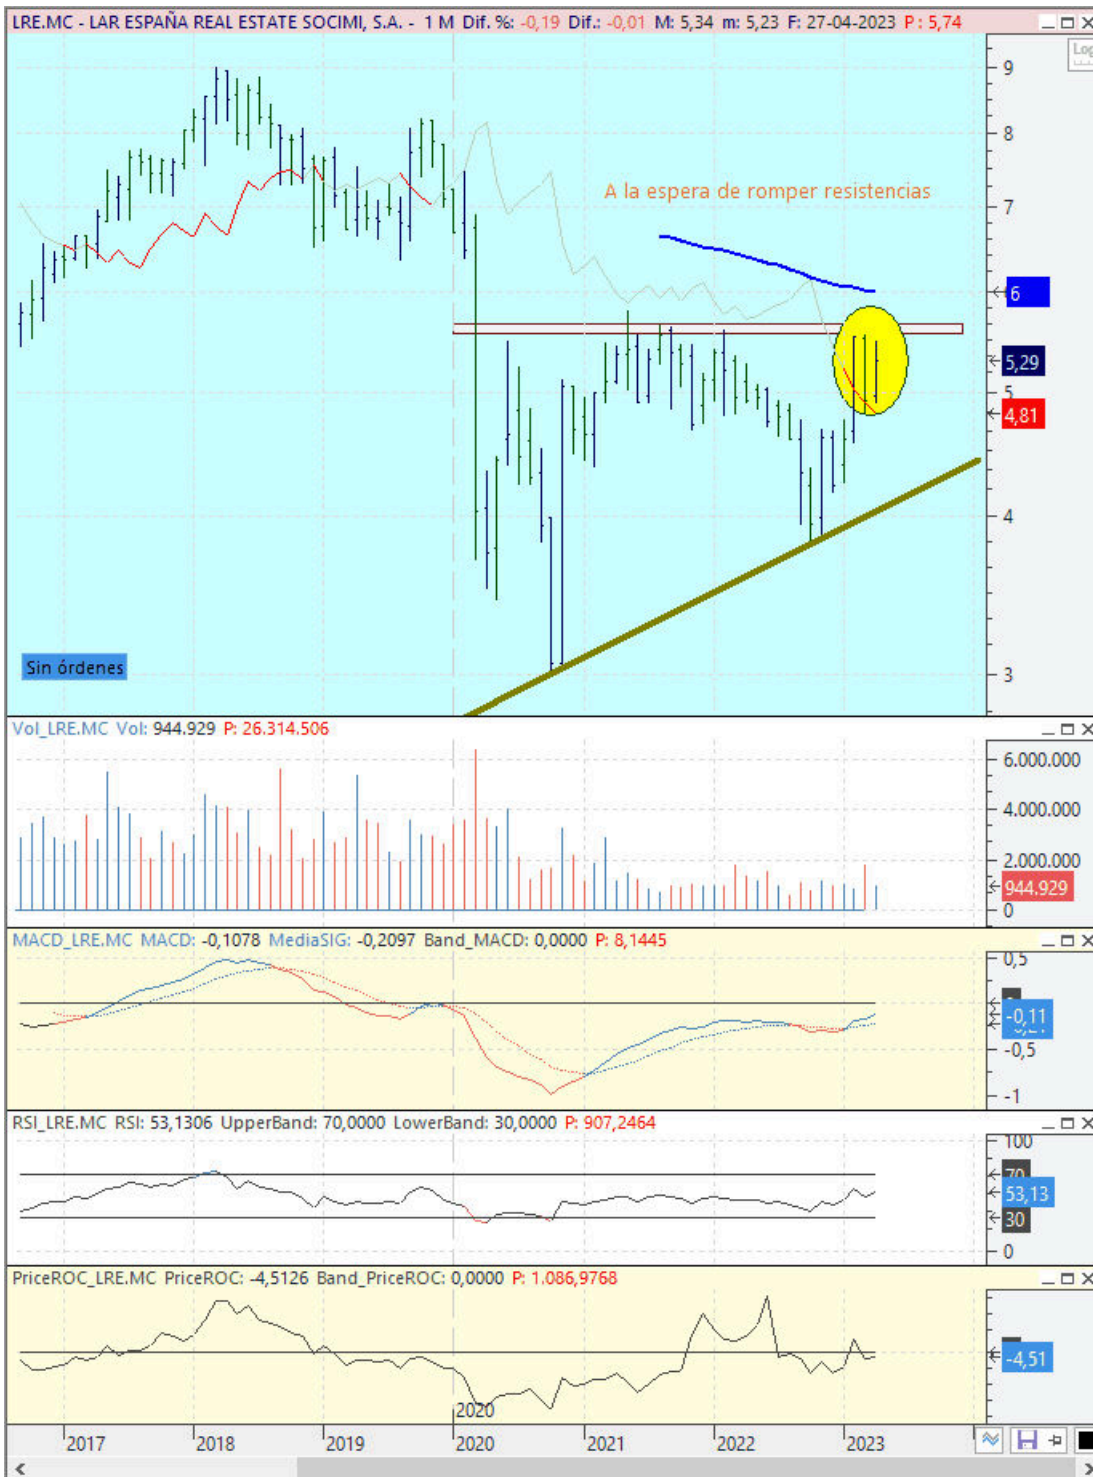 LRE.MC - LAR ESPAÑA REAL ESTATE SOCIMI, S.A. - 1 M Dif. %: -0,19 Dif.: -0,01 M: 5,34 m: 5,23 F: 27-04-2023 P : 5,74
Log
9
8
A la espera de romper resistencias
7
6
5,29
5
4,81
4
Sin órdenes
3
Vol_LRE.MC Vol: 944.929 P: 26.314.506
6.000.000
4.000.000
2.000.000
944.929
0
MACD_LRE.MC MACD: -0,1078 MediaSIG: -0,2097 Band_MACD: 0,0000 P: 8,1445
0,5
-0,11
-0,5
-1
RSI_LRE.MC RSI: 53,1306 UpperBand: 70,0000 LowerBand: 30,0000 P: 907,2464
100
70
53,13
30
0
PriceROC_LRE.MC PriceROC: -4,5126 Band_PriceROC: 0,0000 P: 1.086,9768
-4,51
2020
2017 2018 2019 2020 2021 2022 2023